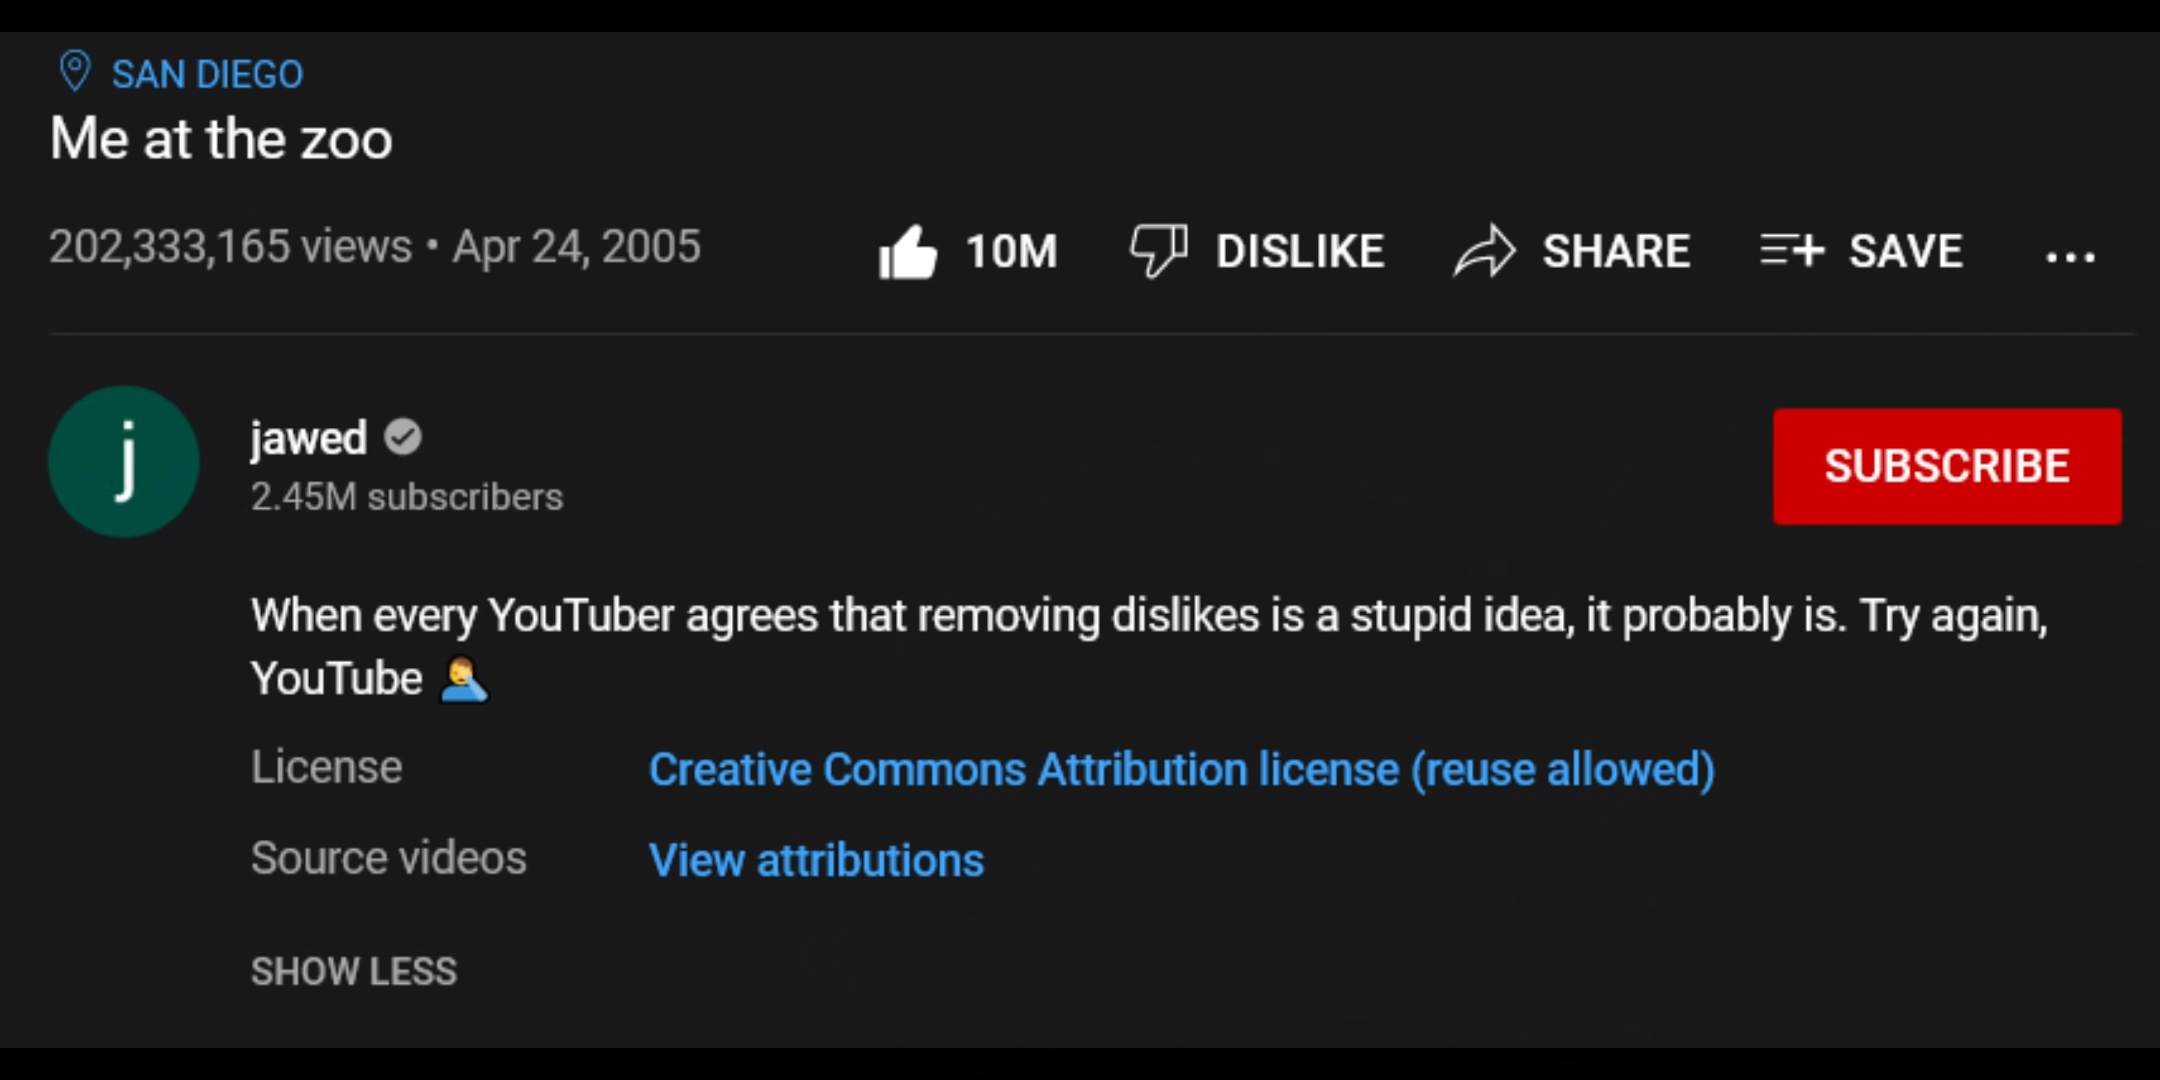 SAN DIEGO
Me at the zoo
202,333,165 views • Apr 24, 2005
10M
DISLIKE
SHARE
SAVE
...
j
jawed
2.45M subscribers
SUBSCRIBE
When every YouTuber agrees that removing dislikes is a stupid idea, it probably is. Try again,
YouTube 🤦‍♂️
License
Creative Commons Attribution license (reuse allowed)
Source videos
View attributions
SHOW LESS